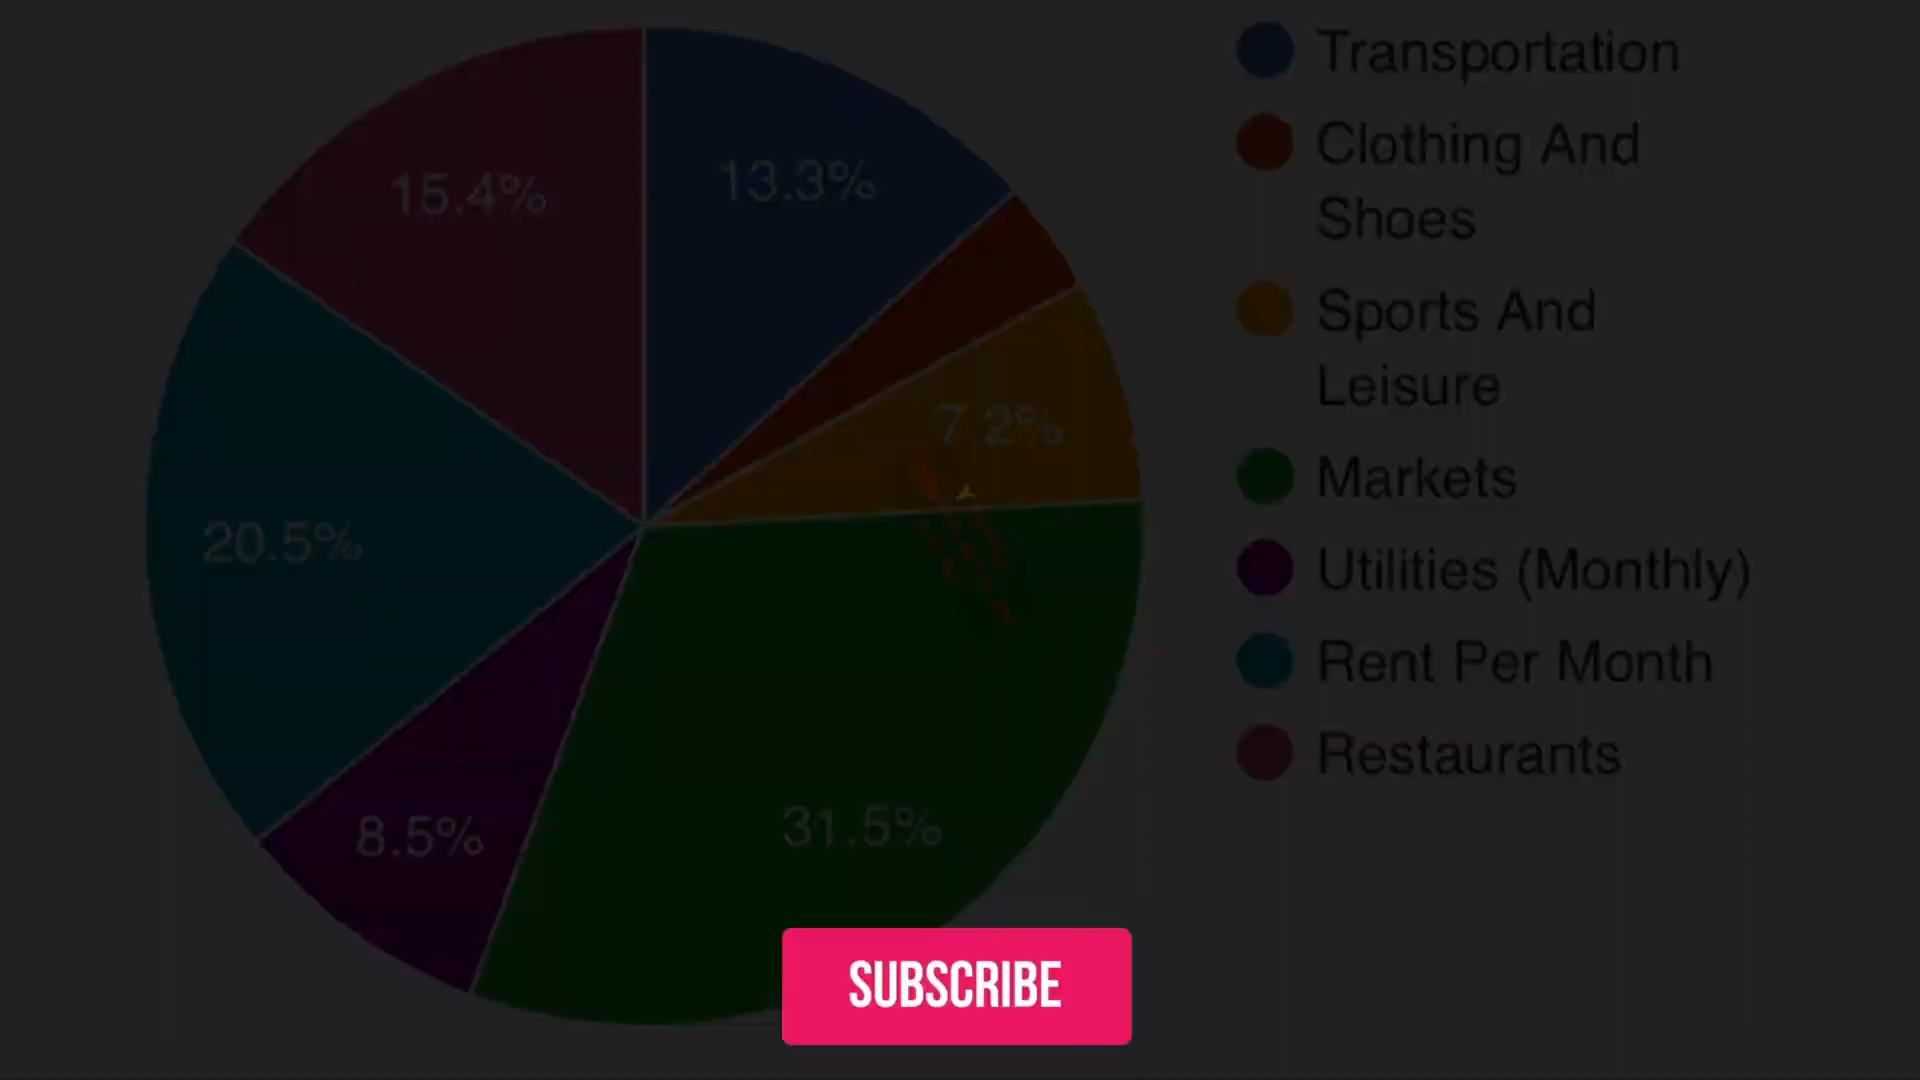 Transportation
Clothing And
Shoes
Sports And
Leisure
Markets
Utilities (Monthly)
Rent Per Month
Restaurants
15.4%
13.3%
7.2%
20.5%
8.5%
31.5%
SUBSCRIBE